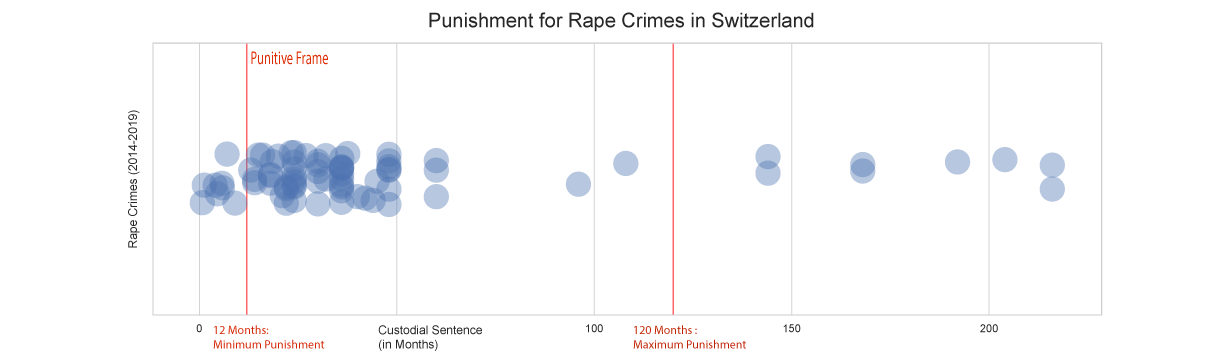 Punishment for Rape Crimes in Switzerland
Punitive Frame
Rape Crimes (2014-2019)
0
100
150
200
12 Months:
Minimum Punishment
Custodial Sentence
(in Months)
120 Months :
Maximum Punishment